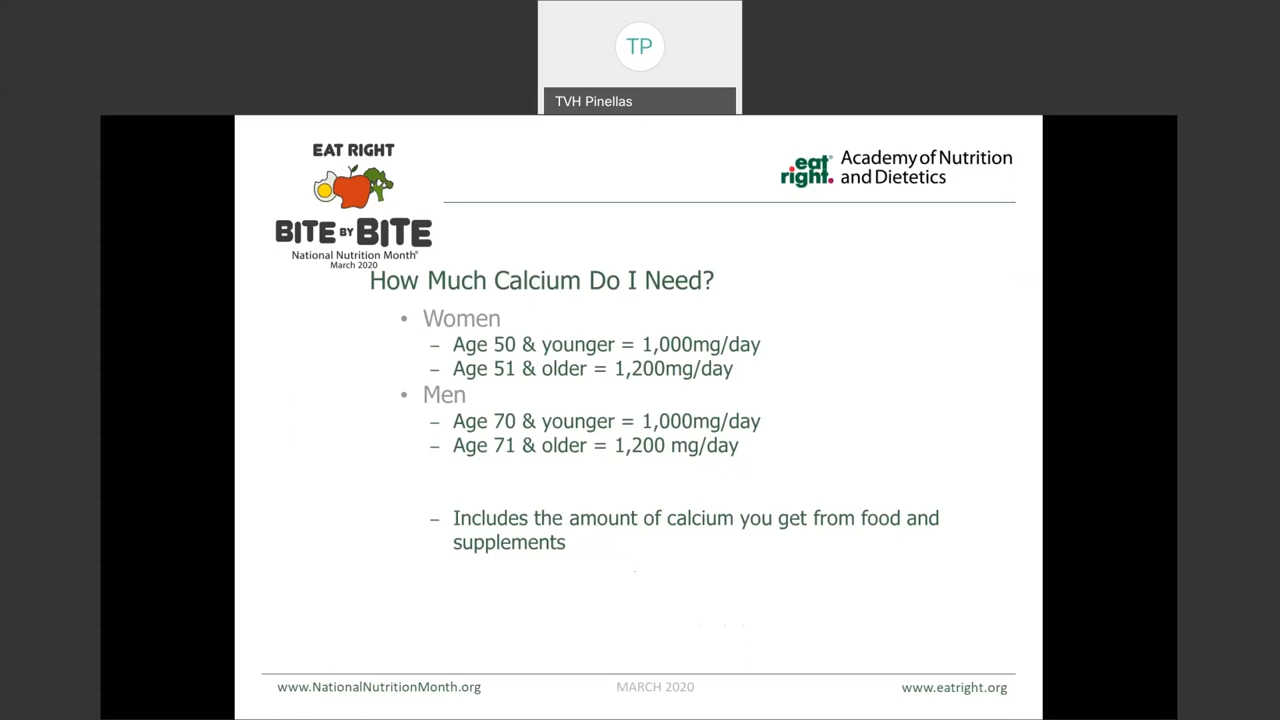 TP
TVH Pinellas
EAT RIGHT
BITE BY BITE
National Nutrition Month®
March 2020
eat right.® Academy of Nutrition
and Dietetics
How Much Calcium Do I Need?
• Women
– Age 50 & younger = 1,000mg/day
– Age 51 & older = 1,200mg/day
• Men
– Age 70 & younger = 1,000mg/day
– Age 71 & older = 1,200 mg/day
– Includes the amount of calcium you get from food and
supplements
www.NationalNutritionMonth.org
MARCH 2020
www.eatright.org